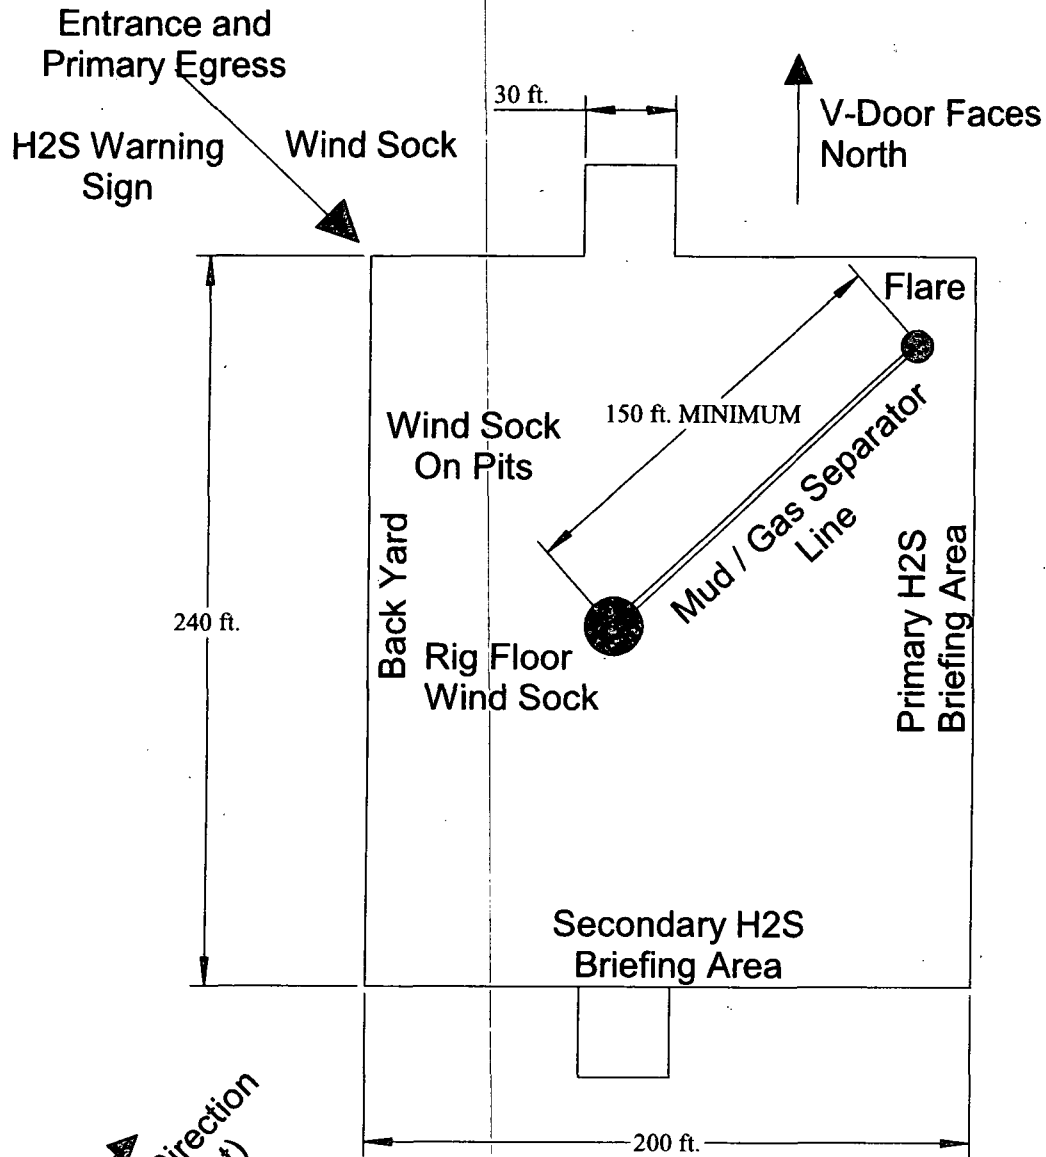 Entrance and
Primary Egress
H2S Warning
Sign
Wind Sock
30 ft.
V-Door Faces
North
Flare
Wind Sock
On Pits
150 ft. MINIMUM
Mud / Gas Separator
Line
Back Yard
240 ft.
Rig Floor
Wind Sock
Primary H2S
Briefing Area
Secondary H2S
Briefing Area
200 ft.